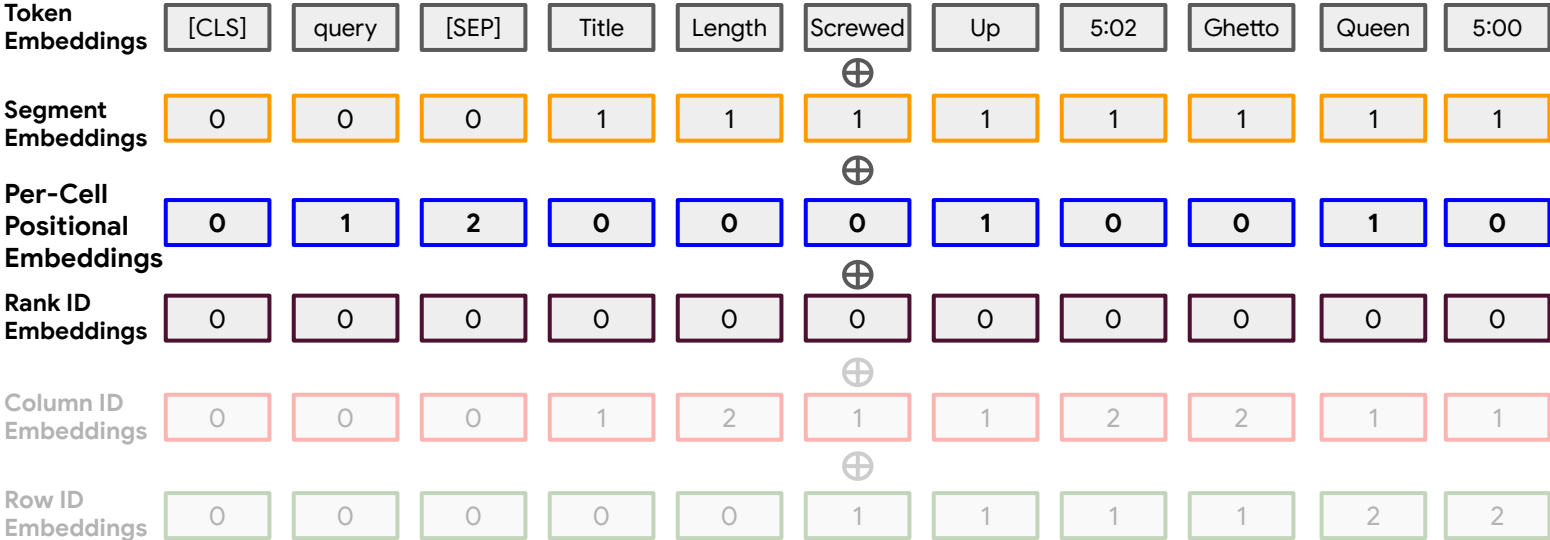 Token
Embeddings
[CLS] query [SEP] Title Length Screwed Up 5:02 Ghetto Queen 5:00
⊕
Segment
Embeddings
0 0 0 1 1 1 1 1 1 1 1
⊕
Per-Cell
Positional
Embeddings
0 1 2 0 0 0 1 0 0 1 0
⊕
Rank ID
Embeddings
0 0 0 0 0 0 0 0 0 0 0
⊕
Column ID
Embeddings
0 0 0 1 2 1 1 2 2 1 1
⊕
Row ID
Embeddings
0 0 0 0 0 1 1 1 1 2 2